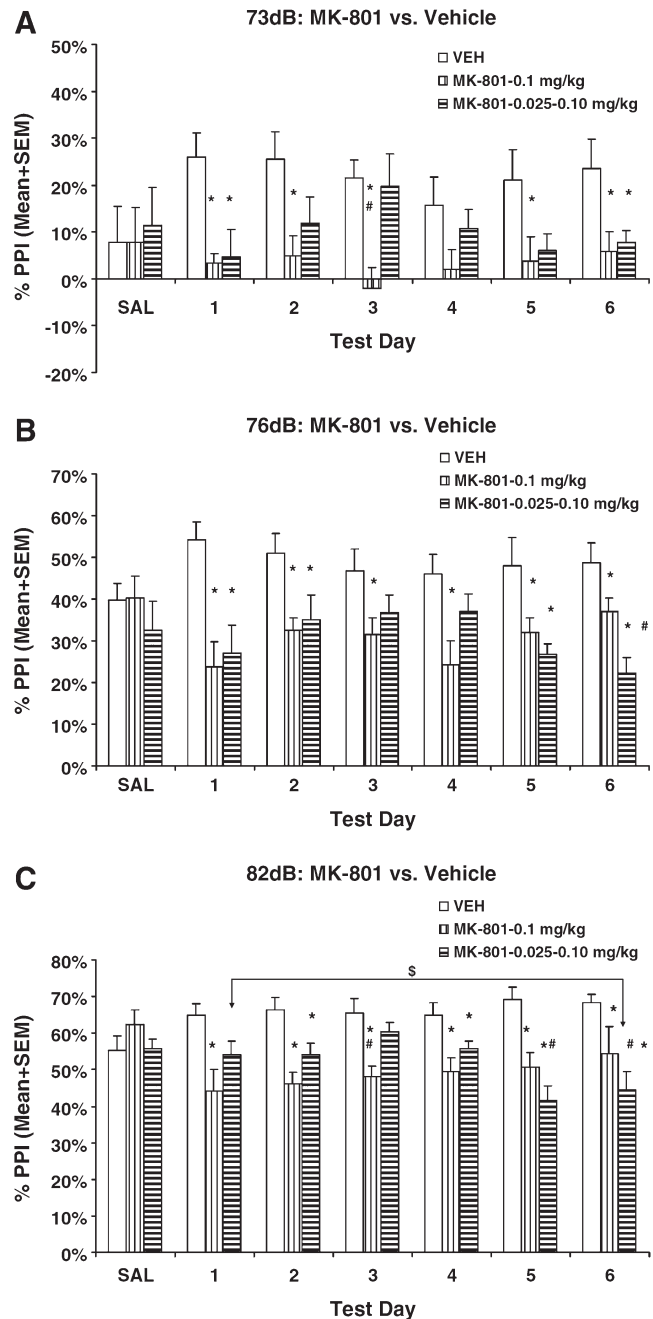 A
73dB: MK-801 vs. Vehicle
50%
40%
30%
20%
10%
0%
-10%
-20%
% PPI (Mean+SEM)
VEH
MK-801-0.1 mg/kg
MK-801-0.025-0.10 mg/kg
* * * * # * * *
SAL 1 2 3 4 5 6
Test Day
B
76dB: MK-801 vs. Vehicle
70%
60%
50%
40%
30%
20%
10%
0%
% PPI (Mean+SEM)
VEH
MK-801-0.1 mg/kg
MK-801-0.025-0.10 mg/kg
* * * * * * * * * * #
SAL 1 2 3 4 5 6
Test Day
C
82dB: MK-801 vs. Vehicle
80%
70%
60%
50%
40%
30%
20%
10%
0%
% PPI (Mean+SEM)
VEH
MK-801-0.1 mg/kg
MK-801-0.025-0.10 mg/kg
$
* * * * # * * * *# * # *
SAL 1 2 3 4 5 6
Test Day